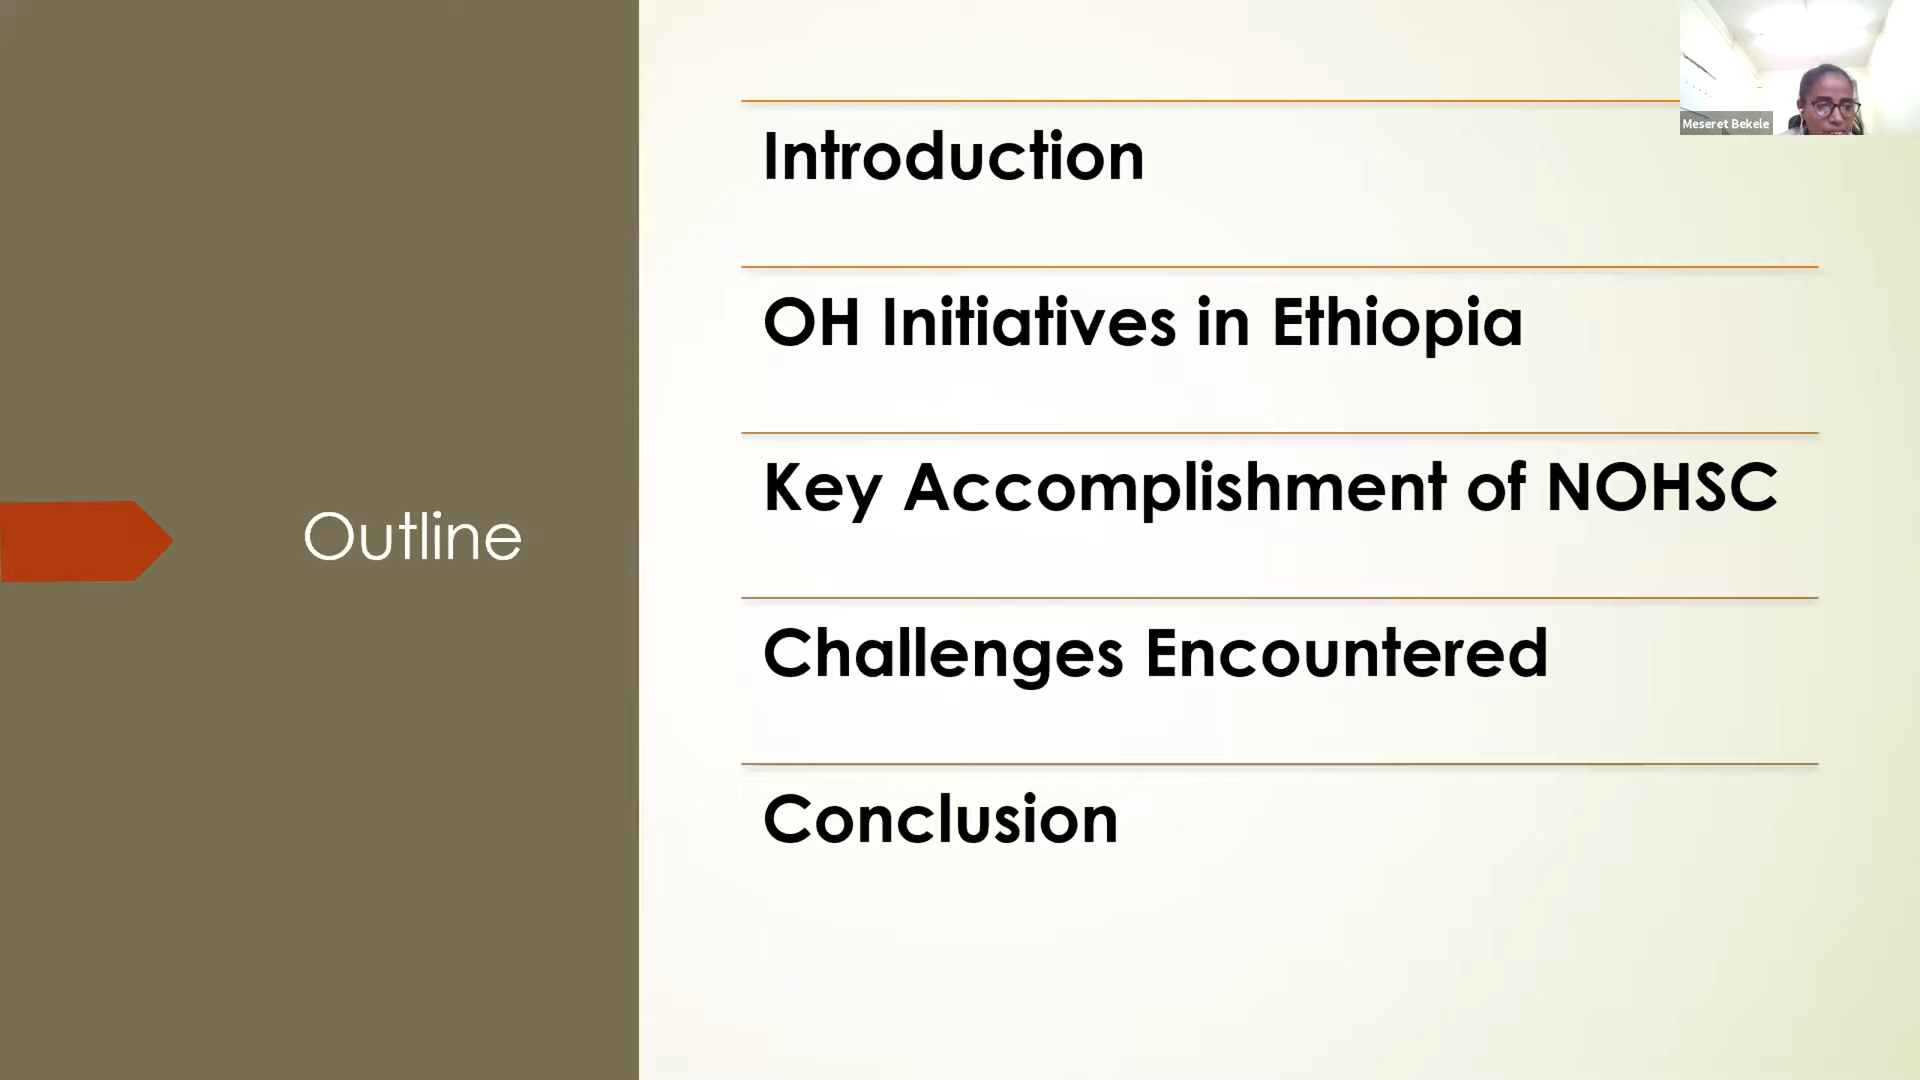 Outline
Introduction
OH Initiatives in Ethiopia
Key Accomplishment of NOHSC
Challenges Encountered
Conclusion
Meseret Bekele